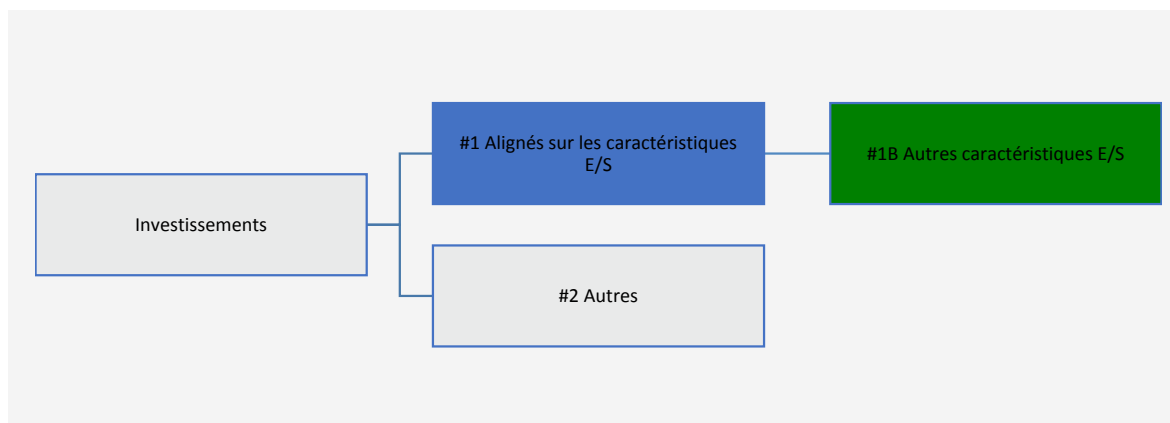 #1 Alignés sur les caractéristiques
E/S
#1B Autres caractéristiques E/S
Investissements
#2 Autres